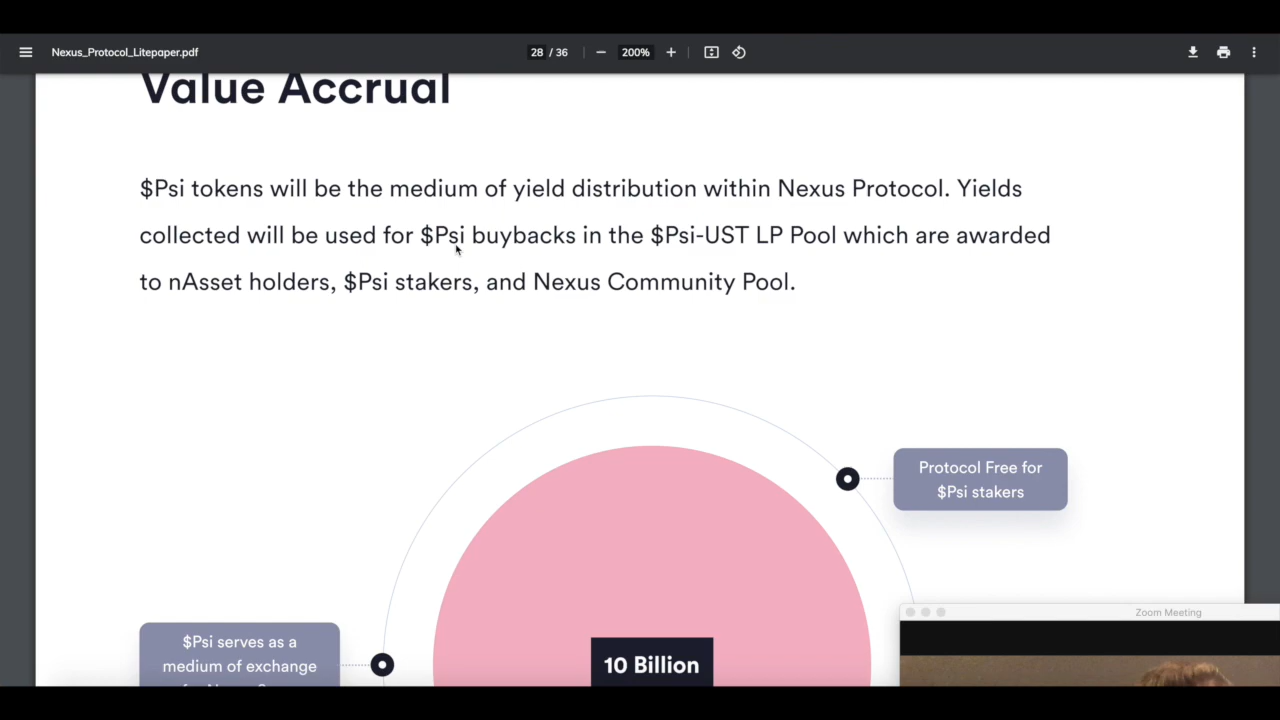 Nexus_Protocol_Litepaper.pdf
28 / 36
200%
Value Accrual
$Psi tokens will be the medium of yield distribution within Nexus Protocol. Yields
collected will be used for $Psi buybacks in the $Psi-UST LP Pool which are awarded
to nAsset holders, $Psi stakers, and Nexus Community Pool.
Protocol Free for
$Psi stakers
Zoom Meeting
$Psi serves as a
medium of exchange
10 Billion